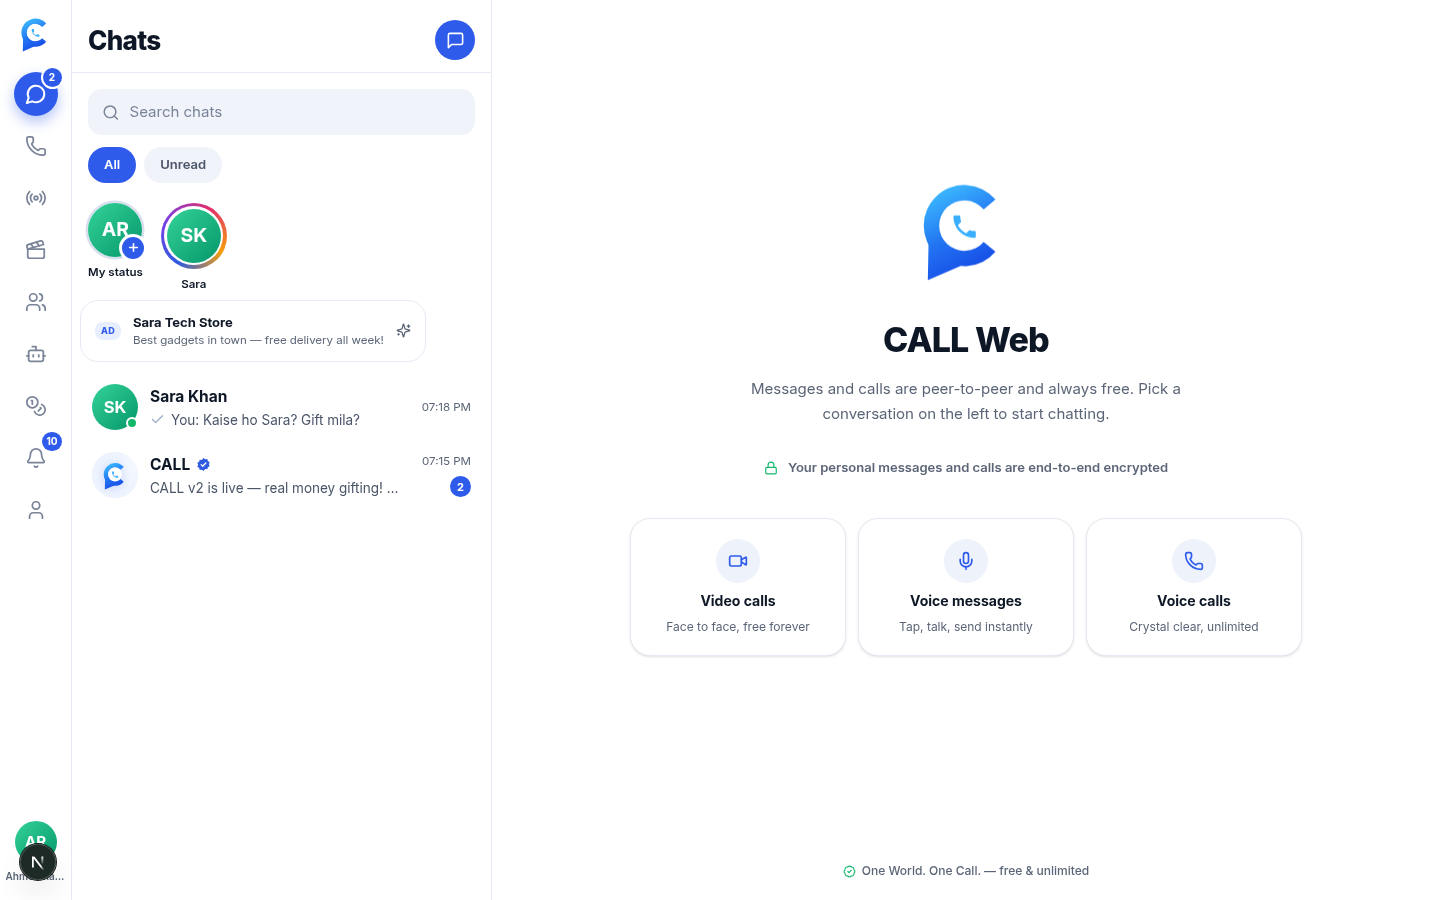 2
Chats
Search chats
All
Unread
AR
SK
My status
Sara
AD
Sara Tech Store
Best gadgets in town — free delivery all week!
SK
Sara Khan
07:18 PM
You: Kaise ho Sara? Gift mila?
10
CALL
07:15 PM
CALL v2 is live — real money gifting! ...
2
CALL Web
Messages and calls are peer-to-peer and always free. Pick a
conversation on the left to start chatting.
Your personal messages and calls are end-to-end encrypted
Video calls
Face to face, free forever
Voice messages
Tap, talk, send instantly
Voice calls
Crystal clear, unlimited
AR
N
One World. One Call. — free & unlimited